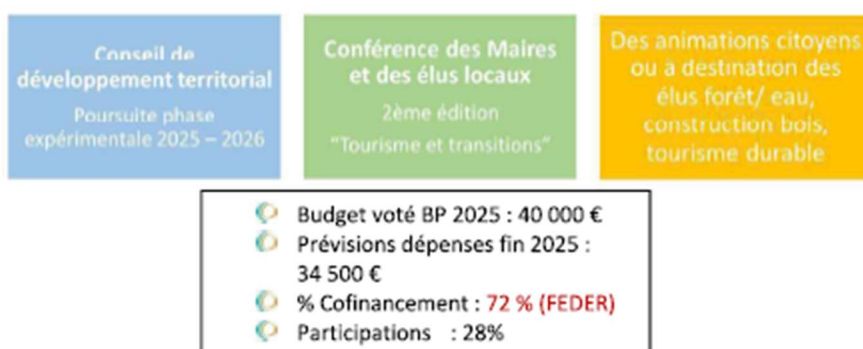 Conseil de
développement territorial
Poursuite phase
expérimentale 2025 – 2026
Conférence des Maires
et des élus locaux
2ème édition
"Tourisme et transitions"
Des animations citoyens
ou à destination des
élus forêt/ eau,
construction bois,
tourisme durable
Budget voté BP 2025 : 40 000 €
Prévisions dépenses fin 2025 :
34 500 €
% Cofinancement : 72 % (FEDER)
Participations : 28%